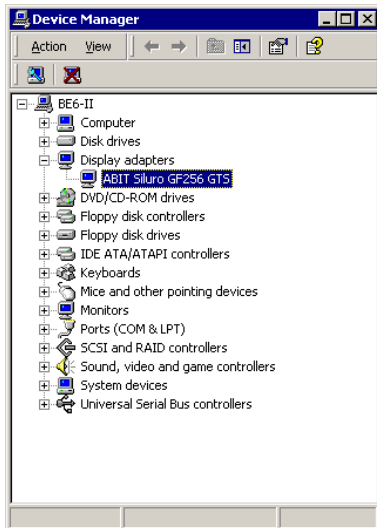 Device Manager
Action View
BE6-II
Computer
Disk drives
Display adapters
ABIT Siluro GF256 GTS
DVD/CD-ROM drives
Floppy disk controllers
Floppy disk drives
IDE ATA/ATAPI controllers
Keyboards
Mice and other pointing devices
Monitors
Ports (COM & LPT)
SCSI and RAID controllers
Sound, video and game controllers
System devices
Universal Serial Bus controllers